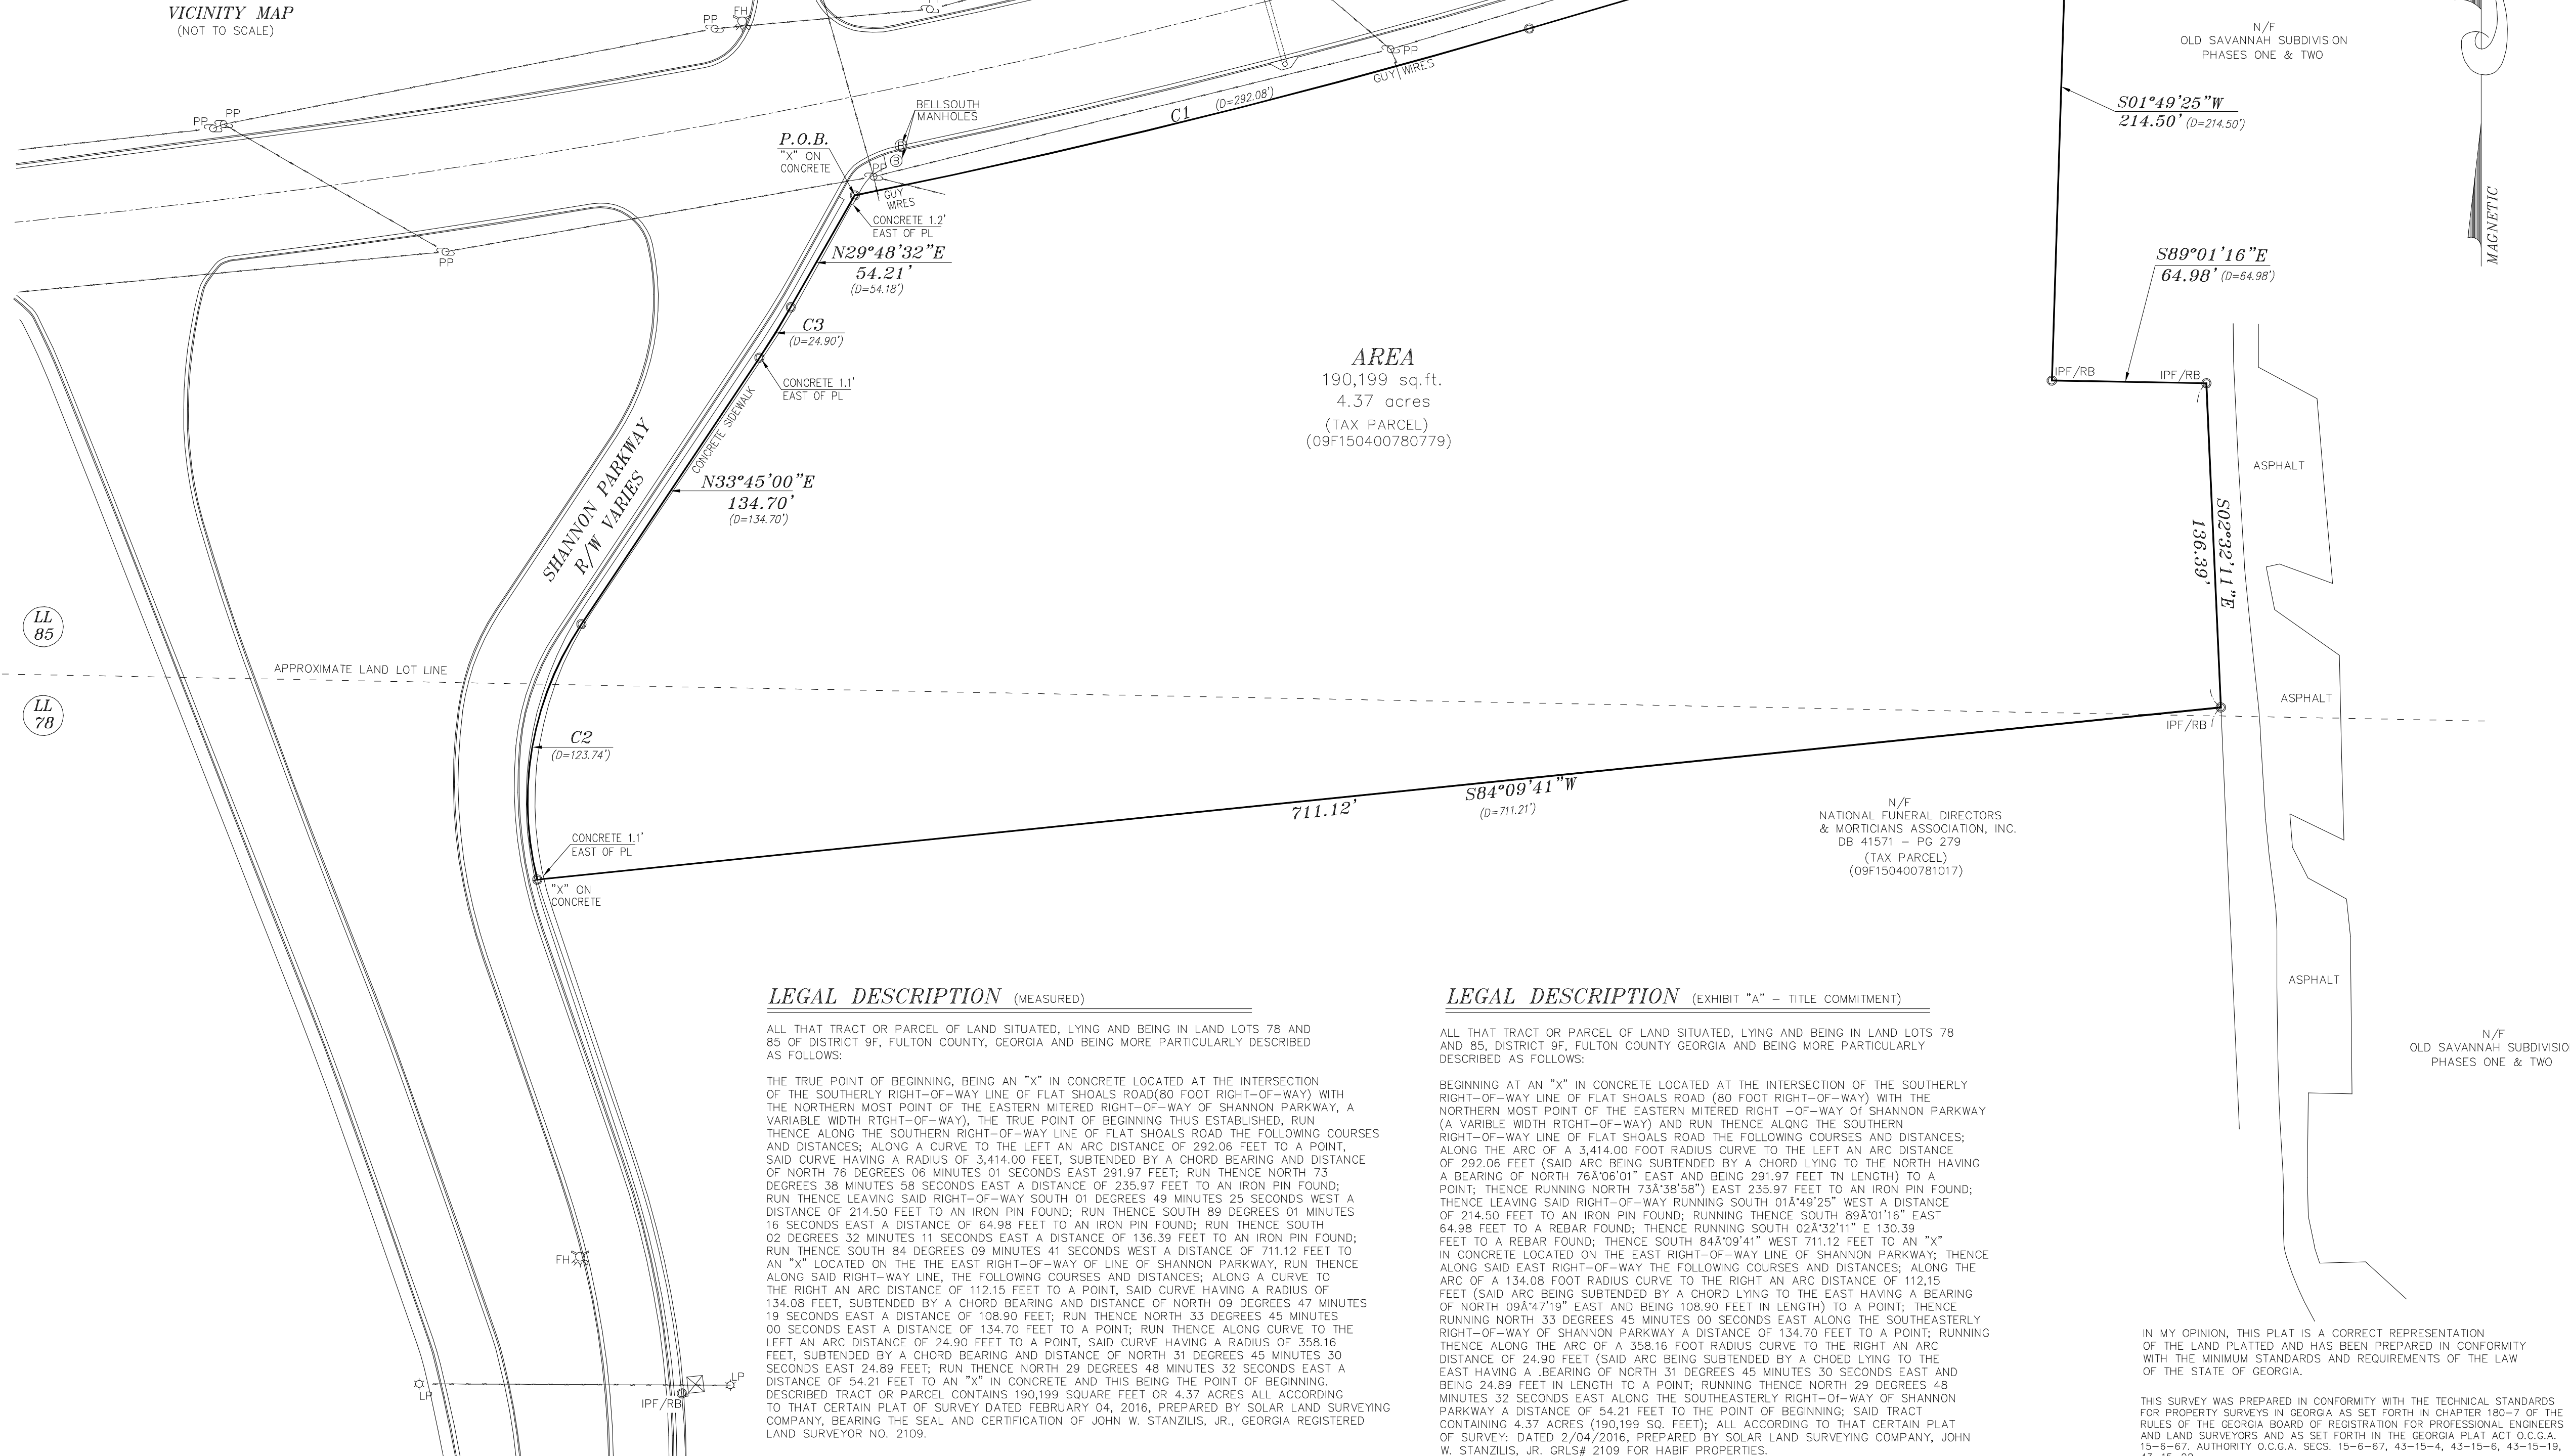 VICINITY MAP
(NOT TO SCALE)
PP
FH
PP
PP
GUY WIRES
N/F
OLD SAVANNAH SUBDIVISION
PHASES ONE & TWO
S01°49'25"W
214.50' (D=214.50')
MAGNETIC
PP
PP
BELLSOUTH
MANHOLES
C1
(D=292.08')
P.O.B.
"X" ON
CONCRETE
B
B
PP
GUY
WIRES
CONCRETE 1.2'
EAST OF PL
PP
N29°48'32"E
54.21'
(D=54.18')
S89°01'16"E
64.98' (D=64.98')
C3
(D=24.90')
CONCRETE 1.1'
EAST OF PL
CONCRETE SIDEWALK
AREA
190,199 sq.ft.
4.37 acres
(TAX PARCEL)
(09F150400780779)
IPF/RB
IPF/RB
ASPHALT
SHANNON PARKWAY
R/W VARIES
N33°45'00"E
134.70'
(D=134.70')
S02°32'11"E
136.39'
LL
85
APPROXIMATE LAND LOT LINE
LL
78
ASPHALT
IPF/RB
C2
(D=123.74')
711.12'
S84°09'41"W
(D=711.21')
N/F
NATIONAL FUNERAL DIRECTORS
& MORTICIANS ASSOCIATION, INC.
DB 41571 - PG 279
(TAX PARCEL)
(09F150400781017)
CONCRETE 1.1'
EAST OF PL
"X" ON
CONCRETE
ASPHALT
N/F
OLD SAVANNAH SUBDIVISIO
PHASES ONE & TWO
FH
LP
LP
IPF/RB
LEGAL DESCRIPTION (MEASURED)
ALL THAT TRACT OR PARCEL OF LAND SITUATED, LYING AND BEING IN LAND LOTS 78 AND
85 OF DISTRICT 9F, FULTON COUNTY, GEORGIA AND BEING MORE PARTICULARLY DESCRIBED
AS FOLLOWS:
THE TRUE POINT OF BEGINNING, BEING AN "X" IN CONCRETE LOCATED AT THE INTERSECTION
OF THE SOUTHERLY RIGHT-OF-WAY LINE OF FLAT SHOALS ROAD(80 FOOT RIGHT-OF-WAY) WITH
THE NORTHERN MOST POINT OF THE EASTERN MITERED RIGHT-OF-WAY OF SHANNON PARKWAY, A
VARIABLE WIDTH RTGHT-OF-WAY), THE TRUE POINT OF BEGINNING THUS ESTABLISHED, RUN
THENCE ALONG THE SOUTHERN RIGHT-OF-WAY LINE OF FLAT SHOALS ROAD THE FOLLOWING COURSES
AND DISTANCES; ALONG A CURVE TO THE LEFT AN ARC DISTANCE OF 292.06 FEET TO A POINT,
SAID CURVE HAVING A RADIUS OF 3,414.00 FEET, SUBTENDED BY A CHORD BEARING AND DISTANCE
OF NORTH 76 DEGREES 06 MINUTES 01 SECONDS EAST 291.97 FEET; RUN THENCE NORTH 73
DEGREES 38 MINUTES 58 SECONDS EAST A DISTANCE OF 235.97 FEET TO AN IRON PIN FOUND;
RUN THENCE LEAVING SAID RIGHT-OF-WAY SOUTH 01 DEGREES 49 MINUTES 25 SECONDS WEST A
DISTANCE OF 214.50 FEET TO AN IRON PIN FOUND; RUN THENCE SOUTH 89 DEGREES 01 MINUTES
16 SECONDS EAST A DISTANCE OF 64.98 FEET TO AN IRON PIN FOUND; RUN THENCE SOUTH
02 DEGREES 32 MINUTES 11 SECONDS EAST A DISTANCE OF 136.39 FEET TO AN IRON PIN FOUND;
RUN THENCE SOUTH 84 DEGREES 09 MINUTES 41 SECONDS WEST A DISTANCE OF 711.12 FEET TO
AN "X" LOCATED ON THE THE EAST RIGHT-OF-WAY OF LINE OF SHANNON PARKWAY, RUN THENCE
ALONG SAID RIGHT-WAY LINE, THE FOLLOWING COURSES AND DISTANCES; ALONG A CURVE TO
THE RIGHT AN ARC DISTANCE OF 112.15 FEET TO A POINT, SAID CURVE HAVING A RADIUS OF
134.08 FEET, SUBTENDED BY A CHORD BEARING AND DISTANCE OF NORTH 09 DEGREES 47 MINUTES
19 SECONDS EAST A DISTANCE OF 108.90 FEET; RUN THENCE NORTH 33 DEGREES 45 MINUTES
00 SECONDS EAST A DISTANCE OF 134.70 FEET TO A POINT; RUN THENCE ALONG CURVE TO THE
LEFT AN ARC DISTANCE OF 24.90 FEET TO A POINT, SAID CURVE HAVING A RADIUS OF 358.16
FEET, SUBTENDED BY A CHORD BEARING AND DISTANCE OF NORTH 31 DEGREES 45 MINUTES 30
SECONDS EAST 24.89 FEET; RUN THENCE NORTH 29 DEGREES 48 MINUTES 32 SECONDS EAST A
DISTANCE OF 54.21 FEET TO AN "X" IN CONCRETE AND THIS BEING THE POINT OF BEGINNING.
DESCRIBED TRACT OR PARCEL CONTAINS 190,199 SQUARE FEET OR 4.37 ACRES ALL ACCORDING
TO THAT CERTAIN PLAT OF SURVEY DATED FEBRUARY 04, 2016, PREPARED BY SOLAR LAND SURVEYING
COMPANY, BEARING THE SEAL AND CERTIFICATION OF JOHN W. STANZILIS, JR., GEORGIA REGISTERED
LAND SURVEYOR NO. 2109.
LEGAL DESCRIPTION (EXHIBIT "A" - TITLE COMMITMENT)
ALL THAT TRACT OR PARCEL OF LAND SITUATED, LYING AND BEING IN LAND LOTS 78
AND 85, DISTRICT 9F, FULTON COUNTY GEORGIA AND BEING MORE PARTICULARLY
DESCRIBED AS FOLLOWS:
BEGINNING AT AN "X" IN CONCRETE LOCATED AT THE INTERSECTION OF THE SOUTHERLY
RIGHT-OF-WAY LINE OF FLAT SHOALS ROAD (80 FOOT RIGHT-OF-WAY) WITH THE
NORTHERN MOST POINT OF THE EASTERN MITERED RIGHT -OF-WAY Of SHANNON PARKWAY
(A VARIBLE WIDTH RTGHT-OF-WAY) AND RUN THENCE ALQNG THE SOUTHERN
RIGHT-OF-WAY LINE OF FLAT SHOALS ROAD THE FOLLOWING COURSES AND DISTANCES;
ALONG THE ARC OF A 3,414.00 FOOT RADIUS CURVE TO THE LEFT AN ARC DISTANCE
OF 292.06 FEET (SAID ARC BEING SUBTENDED BY A CHORD LYING TO THE NORTH HAVING
A BEARING OF NORTH 76Â°06'01" EAST AND BEING 291.97 FEET TN LENGTH) TO A
POINT; THENCE RUNNING NORTH 73Â°38'58") EAST 235.97 FEET TO AN IRON PIN FOUND;
THENCE LEAVING SAID RIGHT-OF-WAY RUNNING SOUTH 01Â°49'25" WEST A DISTANCE
OF 214.50 FEET TO AN IRON PIN FOUND; RUNNING THENCE SOUTH 89Â°01'16" EAST
64.98 FEET TO A REBAR FOUND; THENCE RUNNING SOUTH 02Â°32'11" E 130.39
FEET TO A REBAR FOUND; THENCE SOUTH 84Â°09'41" WEST 711.12 FEET TO AN "X"
IN CONCRETE LOCATED ON THE EAST RIGHT-OF-WAY LINE OF SHANNON PARKWAY; THENCE
ALONG SAID EAST RIGHT-OF-WAY THE FOLLOWING COURSES AND DISTANCES; ALONG THE
ARC OF A 134.08 FOOT RADIUS CURVE TO THE RIGHT AN ARC DISTANCE OF 112,15
FEET (SAID ARC BEING SUBTENDED BY A CHORD LYING TO THE EAST HAVING A BEARING
OF NORTH 09Â°47'19" EAST AND BEING 108.90 FEET IN LENGTH) TO A POINT; THENCE
RUNNING NORTH 33 DEGREES 45 MINUTES 00 SECONDS EAST ALONG THE SOUTHEASTERLY
RIGHT-OF-WAY OF SHANNON PARKWAY A DISTANCE OF 134.70 FEET TO A POINT; RUNNING
THENCE ALONG THE ARC OF A 358.16 FOOT RADIUS CURVE TO THE RIGHT AN ARC
DISTANCE OF 24.90 FEET (SAID ARC BEING SUBTENDED BY A CHOED LYING TO THE
EAST HAVING A .BEARING OF NORTH 31 DEGREES 45 MINUTES 30 SECONDS EAST AND
BEING 24.89 FEET IN LENGTH TO A POINT; RUNNING THENCE NORTH 29 DEGREES 48
MINUTES 32 SECONDS EAST ALONG THE SOUTHEASTERLY RIGHT-Of-WAY OF SHANNON
PARKWAY A DISTANCE OF 54.21 FEET TO THE POINT OF BEGINNING; SAID TRACT
CONTAINING 4.37 ACRES (190,199 SQ. FEET); ALL ACCORDING TO THAT CERTAIN PLAT
OF SURVEY: DATED 2/04/2016, PREPARED BY SOLAR LAND SURVEYING COMPANY, JOHN
W. STANZILIS, JR. GRLS# 2109 FOR HABIF PROPERTIES.
IN MY OPINION, THIS PLAT IS A CORRECT REPRESENTATION
OF THE LAND PLATTED AND HAS BEEN PREPARED IN CONFORMITY
WITH THE MINIMUM STANDARDS AND REQUIREMENTS OF THE LAW
OF THE STATE OF GEORGIA.
THIS SURVEY WAS PREPARED IN CONFORMITY WITH THE TECHNICAL STANDARDS
FOR PROPERTY SURVEYS IN GEORGIA AS SET FORTH IN CHAPTER 180-7 OF THE
RULES OF THE GEORGIA BOARD OF REGISTRATION FOR PROFESSIONAL ENGINEERS
AND LAND SURVEYORS AND AS SET FORTH IN THE GEORGIA PLAT ACT O.C.G.A.
15-6-67. AUTHORITY O.C.G.A. SECS. 15-6-67, 43-15-4, 43-15-6, 43-15-19,